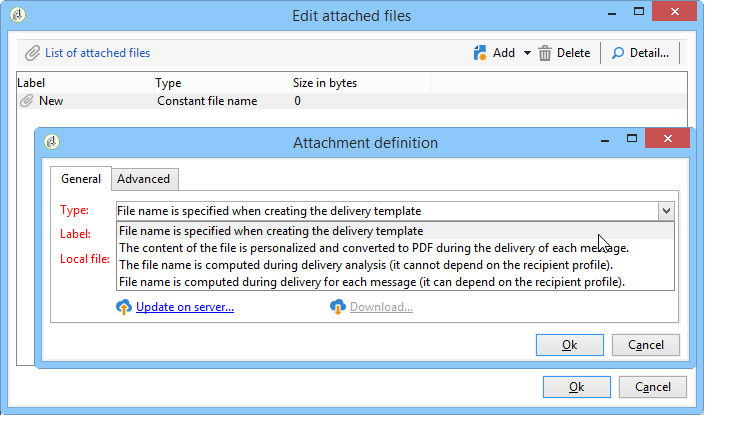 Edit attached files
List of attached files
Add
Delete
Detail...
Label Type Size in bytes
New Constant file name 0
Attachment definition
General Advanced
Type: File name is specified when creating the delivery template
File name is specified when creating the delivery template
Label: The content of the file is personalized and converted to PDF during the delivery of each message.
Local file: The file name is computed during delivery analysis (it cannot depend on the recipient profile).
File name is computed during delivery for each message (it can depend on the recipient profile).
Update on server... Download...
Ok Cancel
Ok Cancel